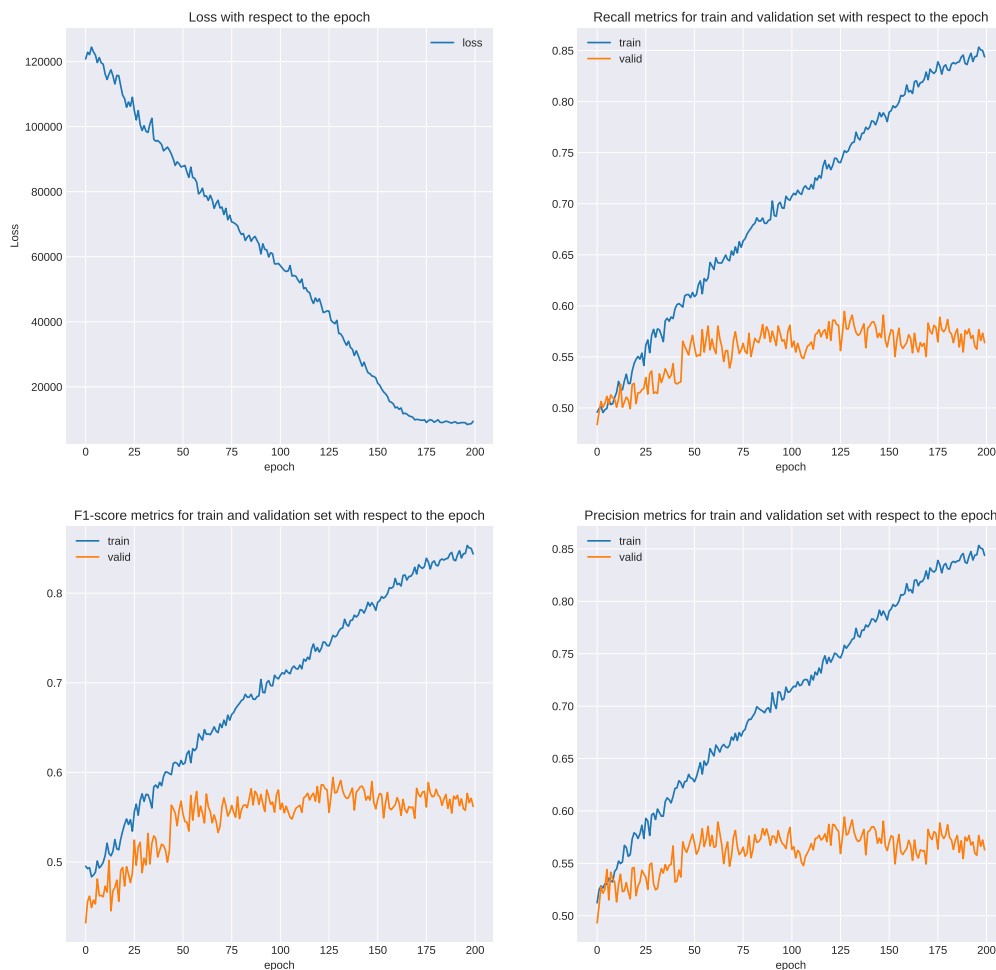 Loss with respect to the epoch
loss
120000
100000
80000
60000
40000
20000
Loss
0 25 50 75 100 125 150 175 200
epoch
Recall metrics for train and validation set with respect to the epoch
train
valid
0.85
0.80
0.75
0.70
0.65
0.60
0.55
0.50
0 25 50 75 100 125 150 175 200
epoch
F1-score metrics for train and validation set with respect to the epoch
train
valid
0.8
0.7
0.6
0.5
0 25 50 75 100 125 150 175 200
epoch
Precision metrics for train and validation set with respect to the epoch
train
valid
0.85
0.80
0.75
0.70
0.65
0.60
0.55
0.50
0 25 50 75 100 125 150 175 200
epoch